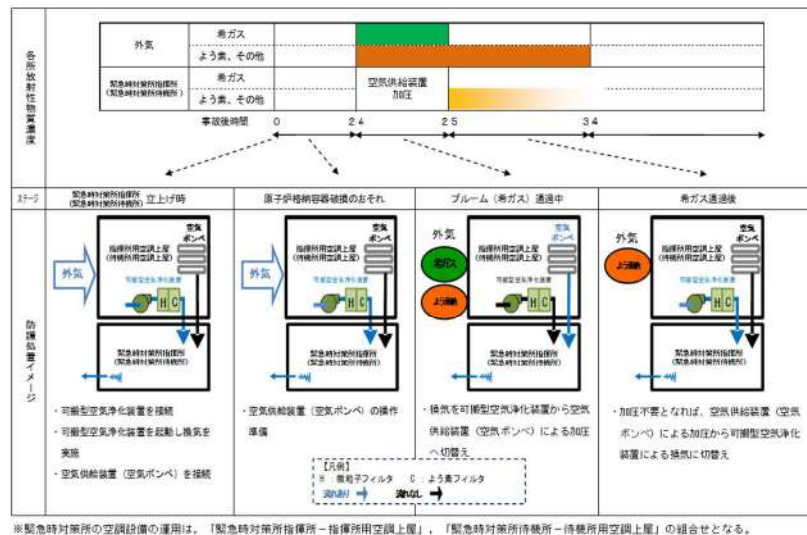 各所放射性物質濃度
外気
希ガス
よう素、その他
緊急時対策所指揮所
(緊急時対策所待機所)
希ガス
よう素、その他
空気供給装置
加圧
事故後時間
0
24
25
34
ステージ
緊急時対策所指揮所
(緊急時対策所待機所)
立上げ時
原子炉格納容器破損のおそれ
プルーム（希ガス）通過中
希ガス通過後
防護処置イメージ
外気
空気
ボンベ
指揮所用空調上屋
(待機所用空調上屋)
可搬型空気浄化装置
H C
緊急時対策所指揮所
(緊急時対策所待機所)
・可搬型空気浄化装置を接続
・可搬型空気浄化装置を起動し換気を
実施
・空気供給装置（空気ボンベ）を接続
外気
空気
ボンベ
指揮所用空調上屋
(待機所用空調上屋)
可搬型空気浄化装置
H C
緊急時対策所指揮所
(緊急時対策所待機所)
・空気供給装置（空気ボンベ）の操作
準備
外気
希ガス
よう素他
空気
ボンベ
指揮所用空調上屋
(待機所用空調上屋)
可搬型空気浄化装置
H C
緊急時対策所指揮所
(緊急時対策所待機所)
・換気を可搬型空気浄化装置から空気
供給装置（空気ボンベ）による加圧
へ切替え
外気
よう素他
空気
ボンベ
指揮所用空調上屋
(待機所用空調上屋)
可搬型空気浄化装置
H C
緊急時対策所指揮所
(緊急時対策所待機所)
・加圧不要となれば、空気供給装置（空気
ボンベ）による加圧から可搬型空気浄化
装置による換気に切替え
【凡例】
H ：微粒子フィルタ C ：よう素フィルタ
流れあり 流れなし
※緊急時対策所の空調設備の運用は、「緊急時対策所指揮所－指揮所用空調上屋」，「緊急時対策所待機所－待機所用空調上屋」の組合せとなる。